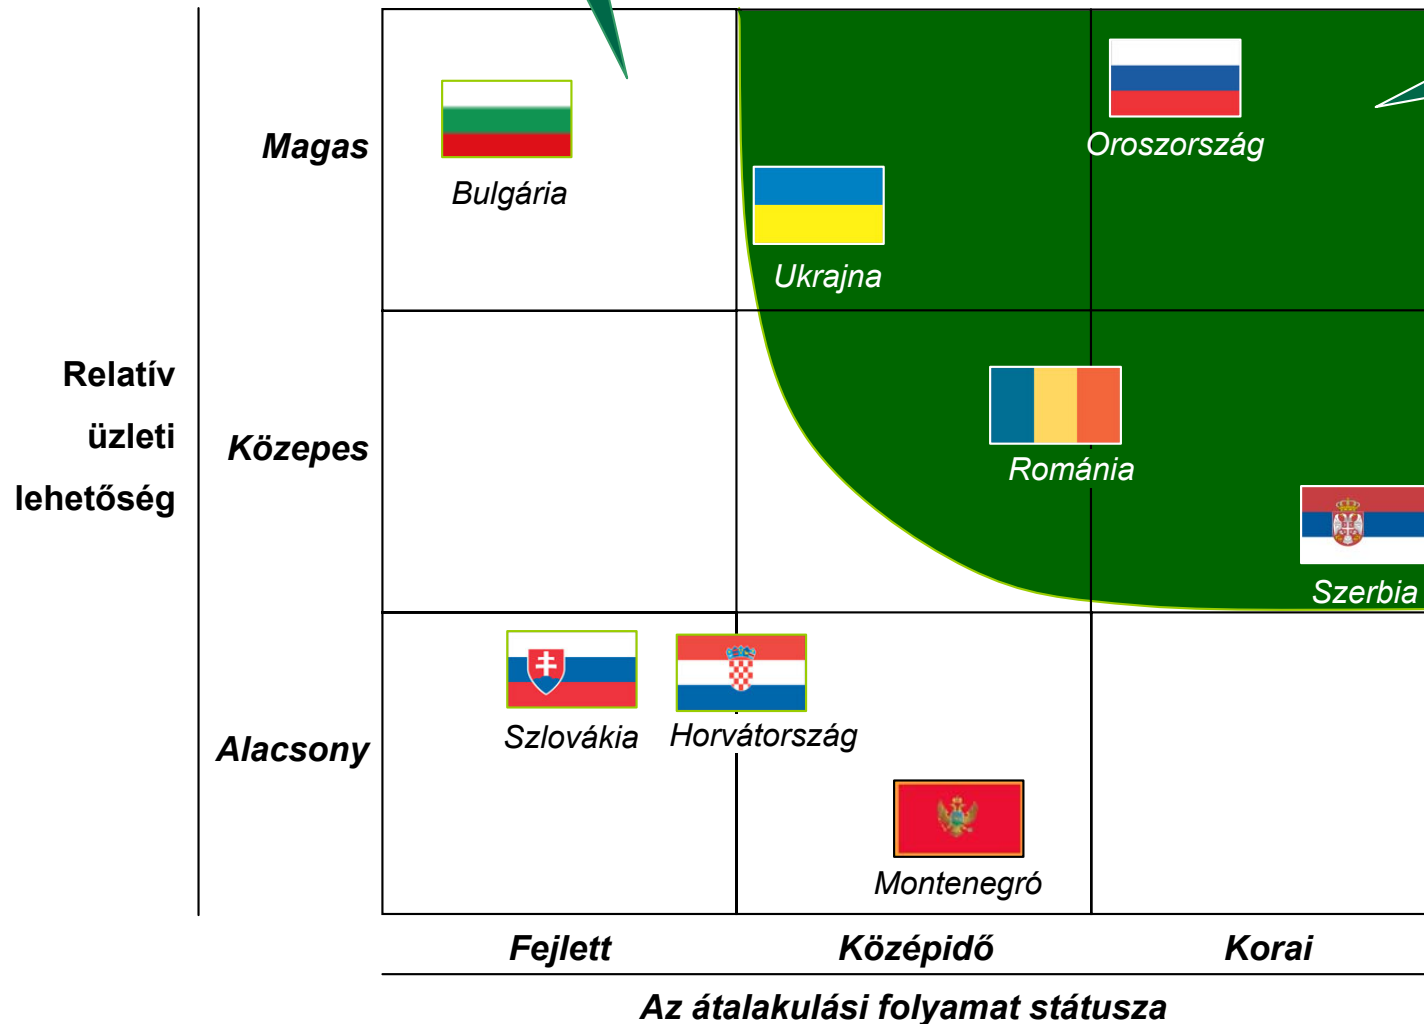 Magas
Bulgária
Oroszország
Ukrajna
Relatív
üzleti
lehetőség
Közepes
Románia
Szerbia
Alacsony
Szlovákia
Horvátország
Montenegró
Fejlett
Középidő
Korai
Az átalakulási folyamat státusza